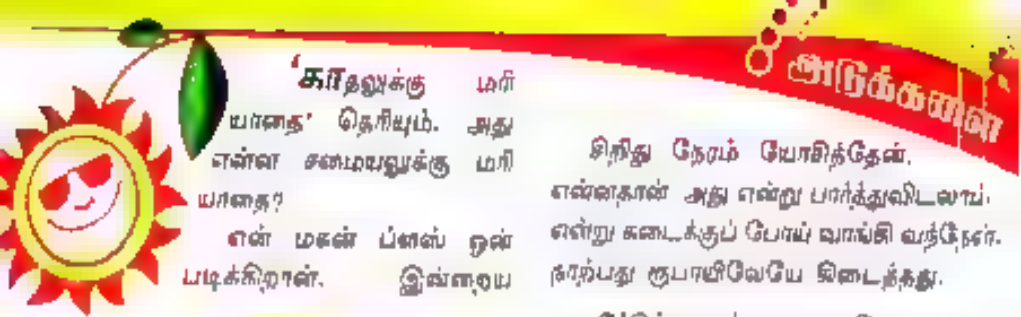 அடுக்களை
'காதலுக்கு மரி
யாதை' தெரியும். அது
என்ன சமையலுக்கு மரி
யாதை?
என் மகன் ப்ளஸ் ஒன்
படிக்கிறான். இன்றைய
சிறிது நேரம் யோசித்தேன்.
என்னதான் அது என்று பார்த்துவிடலாம்.
என்று கடைக்குப் போய் வாங்கி வந்தேன்.
நாற்பது ரூபாயிலேயே கிடைத்தது.